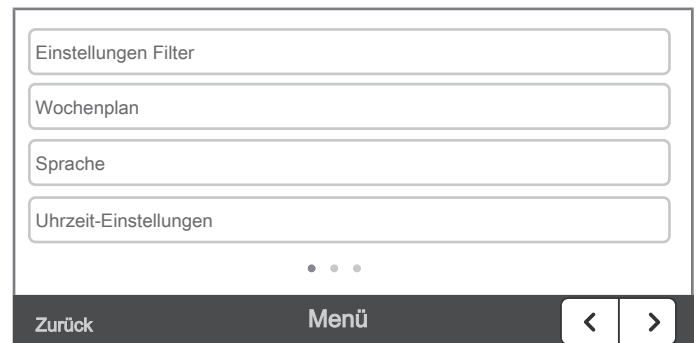 Einstellungen Filter
Wochenplan
Sprache
Uhrzeit-Einstellungen
Zurück Menü < >